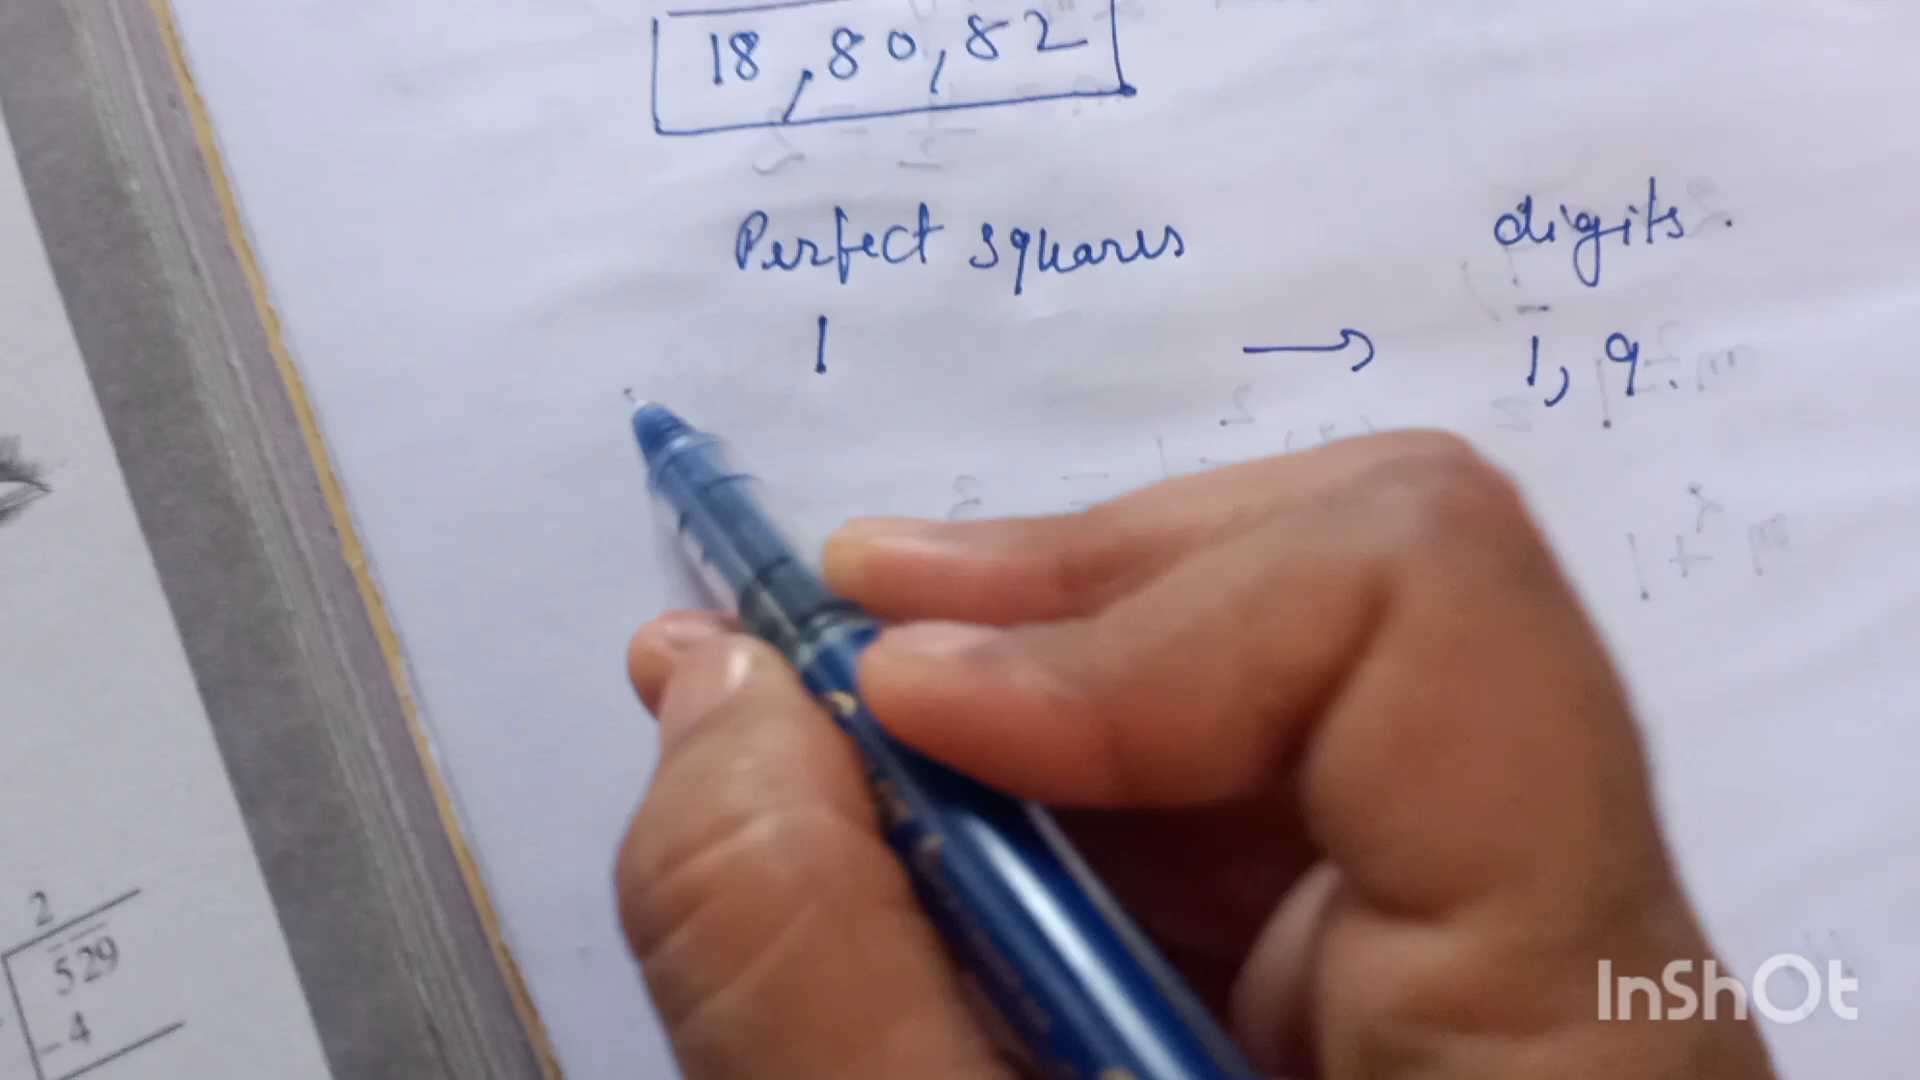 18, 80, 82
Perfect squares digits.
1 → 1, 9.
2
529
- 4
InShOt